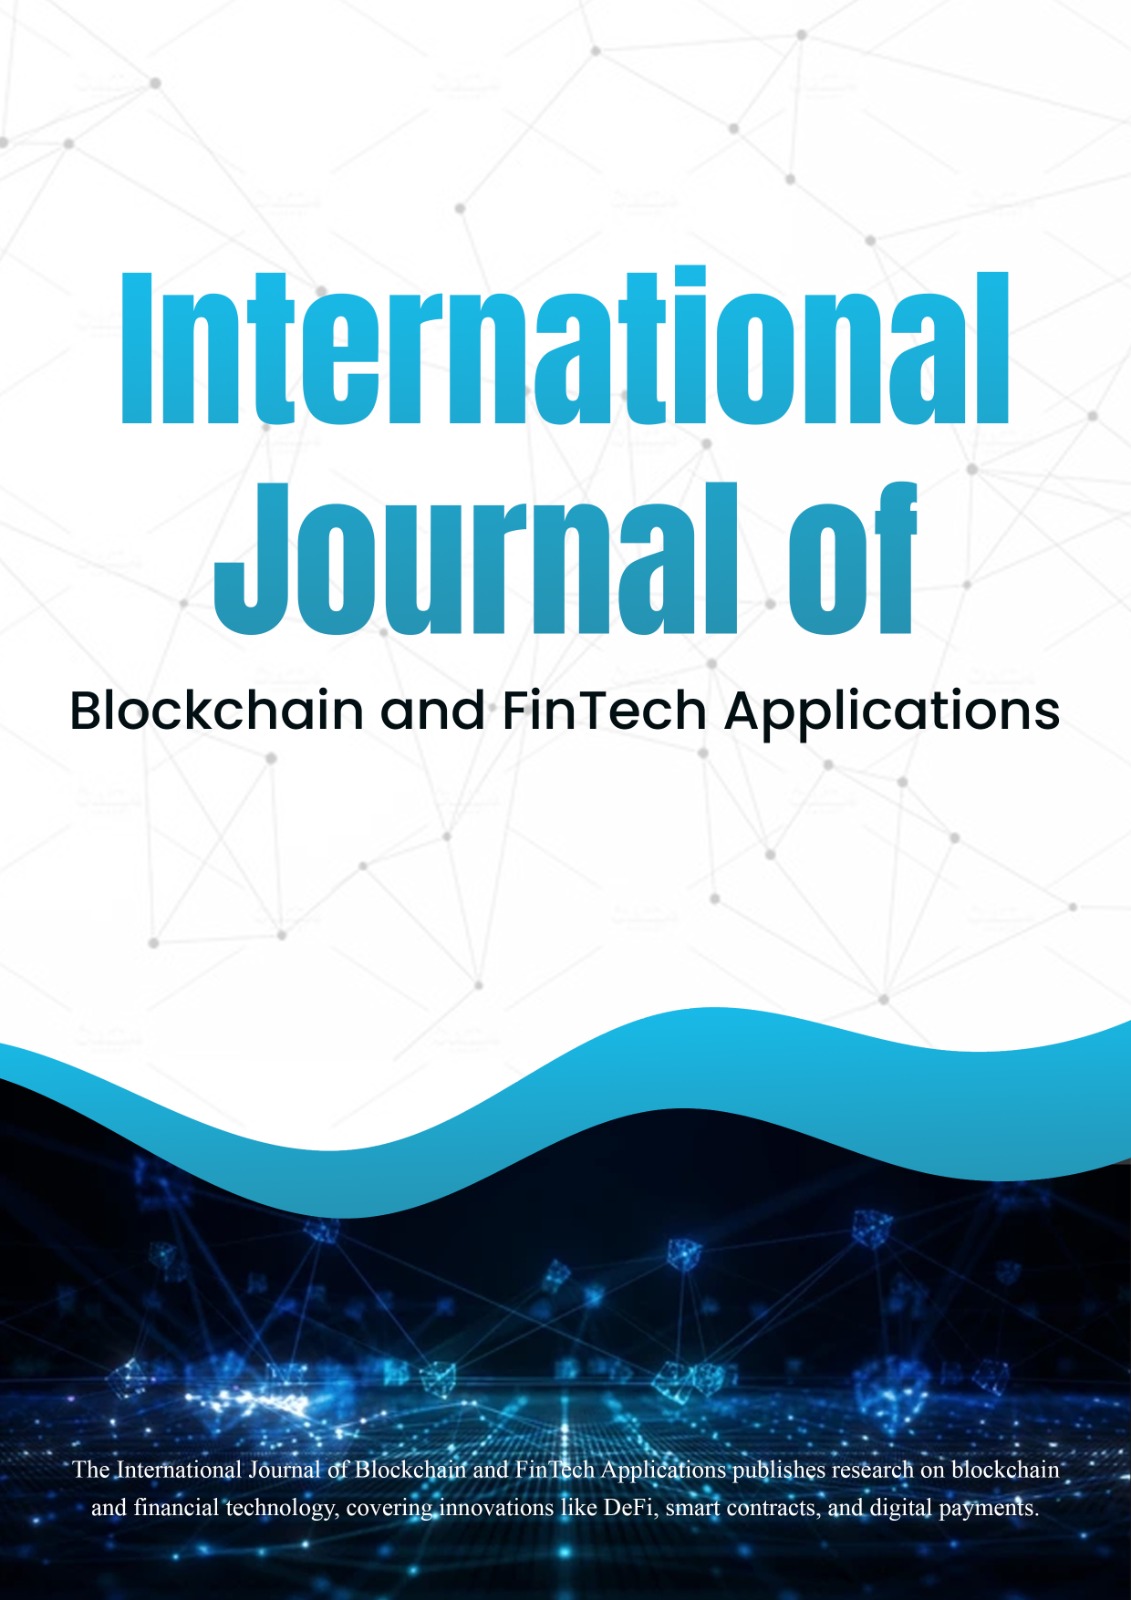 International
Journal of
Blockchain and FinTech Applications
The International Journal of Blockchain and FinTech Applications publishes research on blockchain
and financial technology, covering innovations like DeFi, smart contracts, and digital payments.